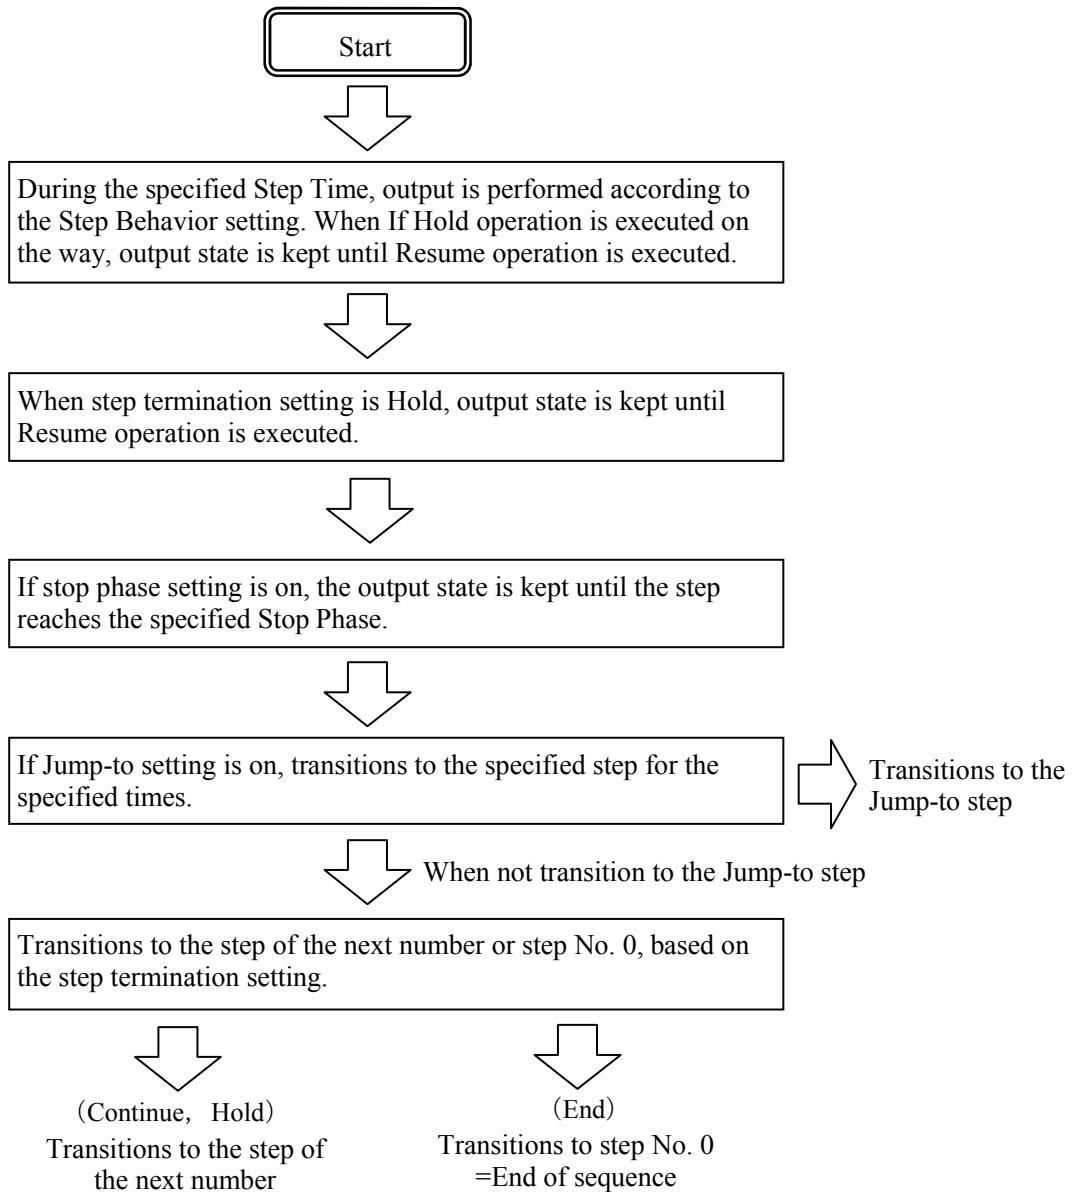 Start
During the specified Step Time, output is performed according to
the Step Behavior setting. When If Hold operation is executed on
the way, output state is kept until Resume operation is executed.
When step termination setting is Hold, output state is kept until
Resume operation is executed.
If stop phase setting is on, the output state is kept until the step
reaches the specified Stop Phase.
If Jump-to setting is on, transitions to the specified step for the
specified times.
Transitions to the
Jump-to step
When not transition to the Jump-to step
Transitions to the step of the next number or step No. 0, based on
the step termination setting.
（Continue, Hold）
Transitions to the step of
the next number
（End）
Transitions to step No. 0
=End of sequence